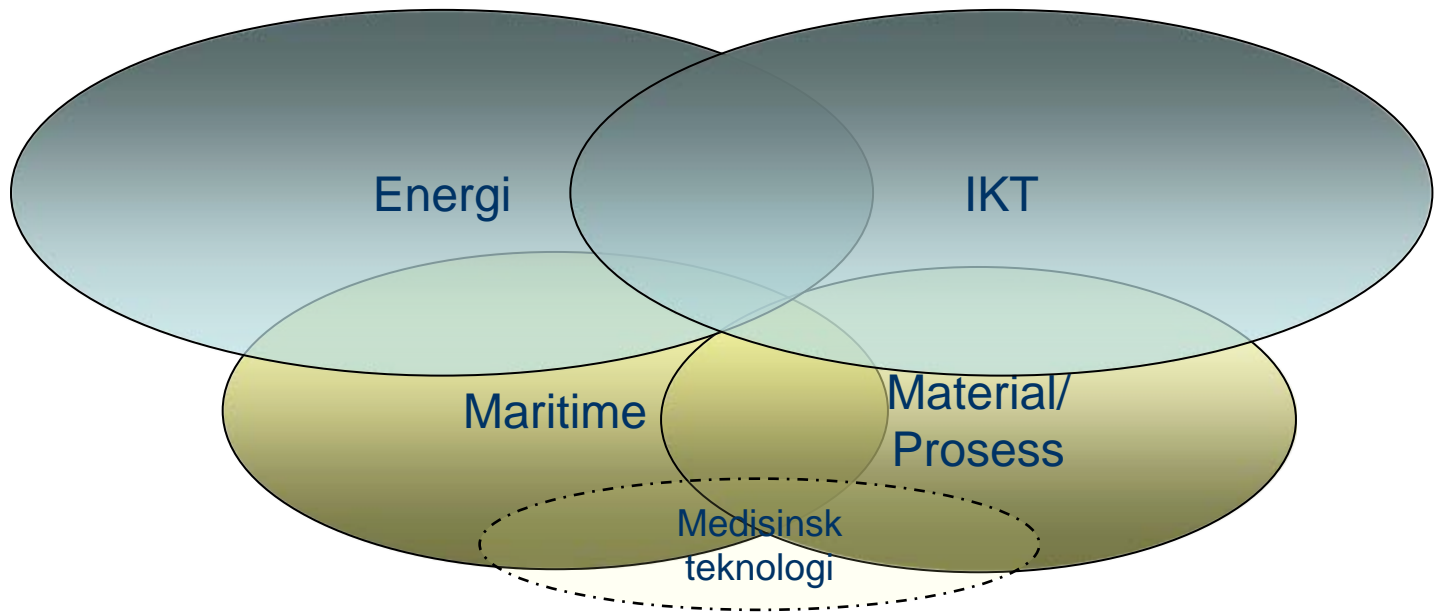 Energi
IKT
Maritime
Material/
Prosess
Medisinsk
teknologi